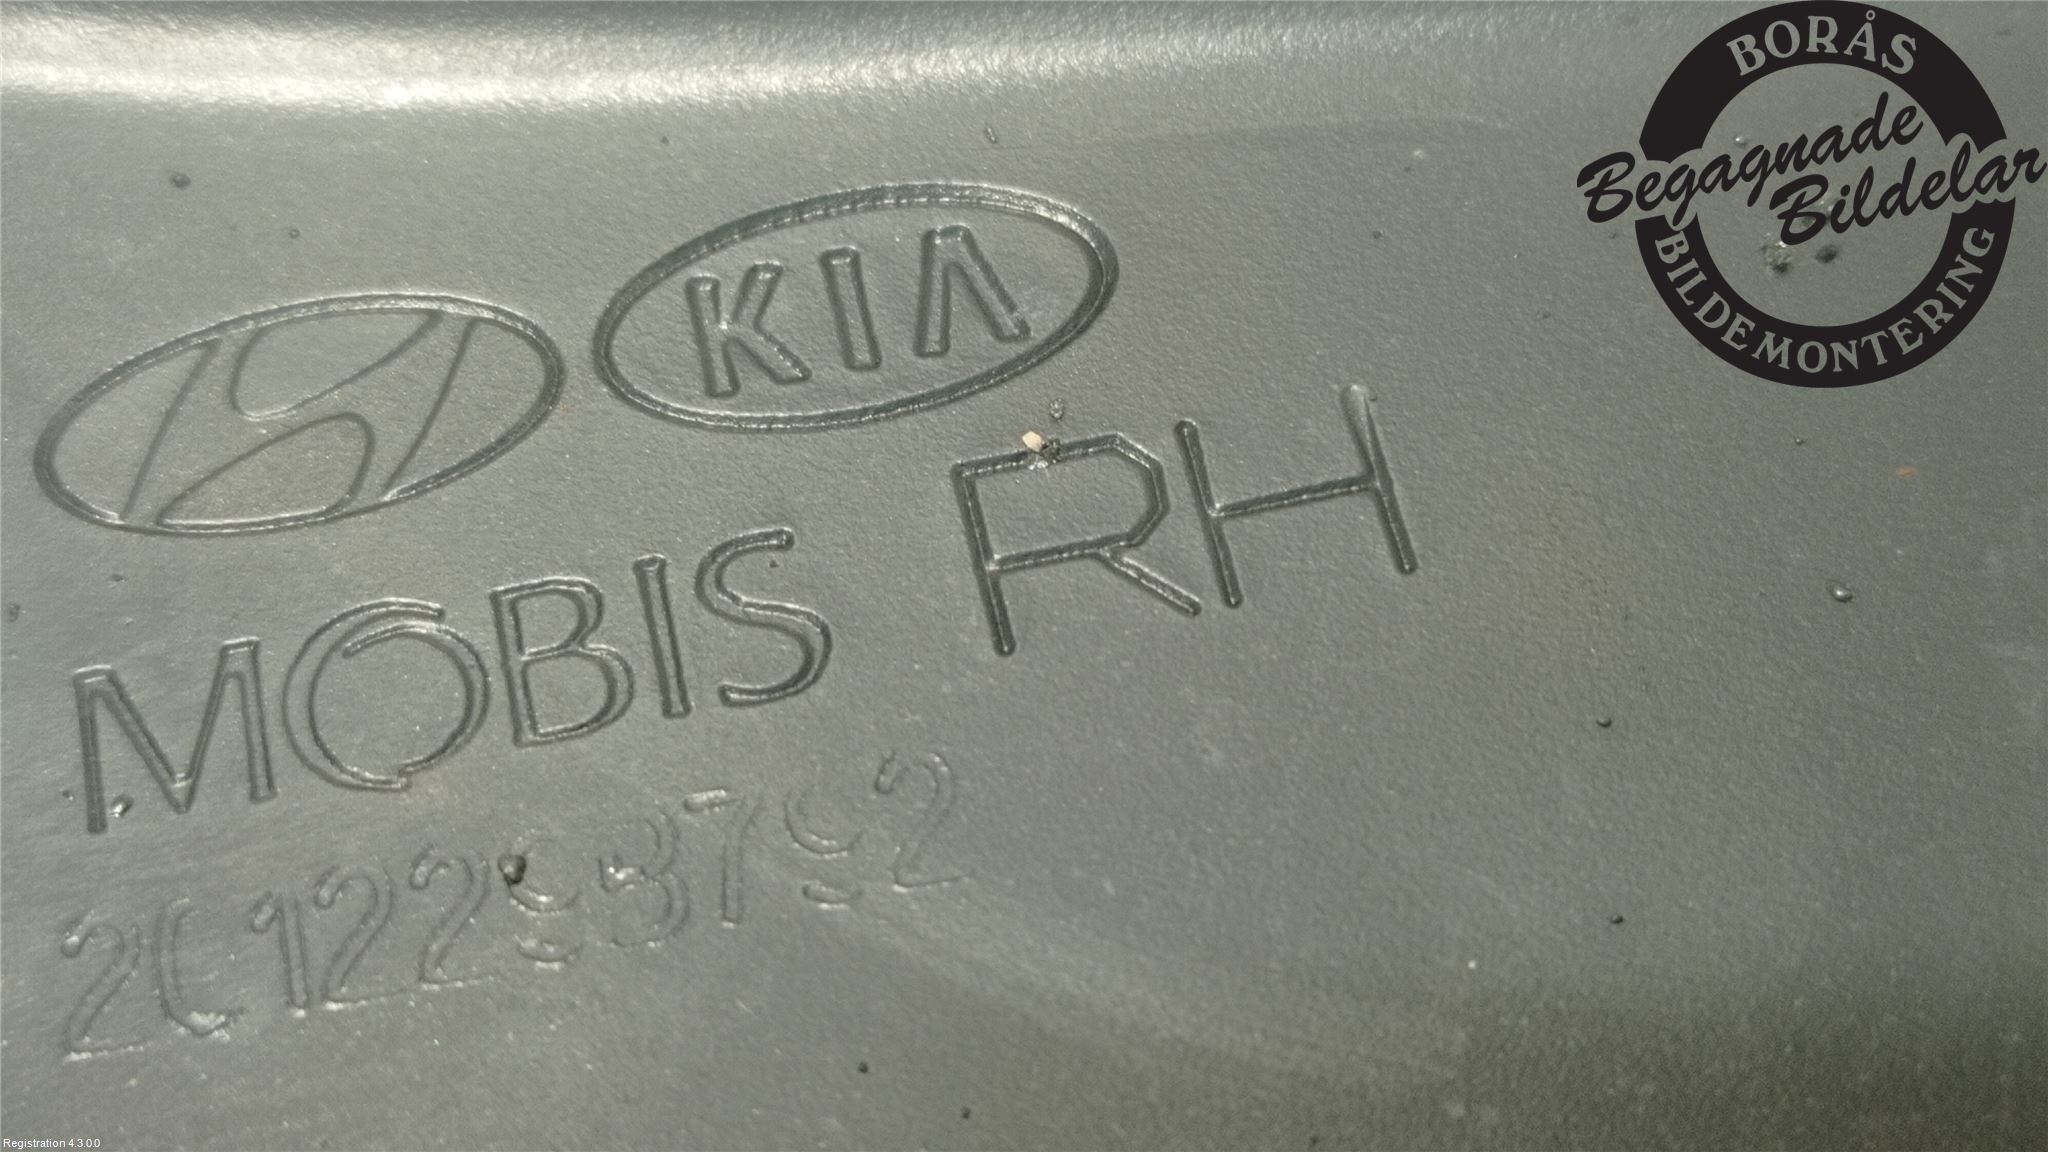 BORÅS
Begagnade
Bildelar
BILDEMONTERING
KIA
RH
MOBIS
Registration 4.3.0.0